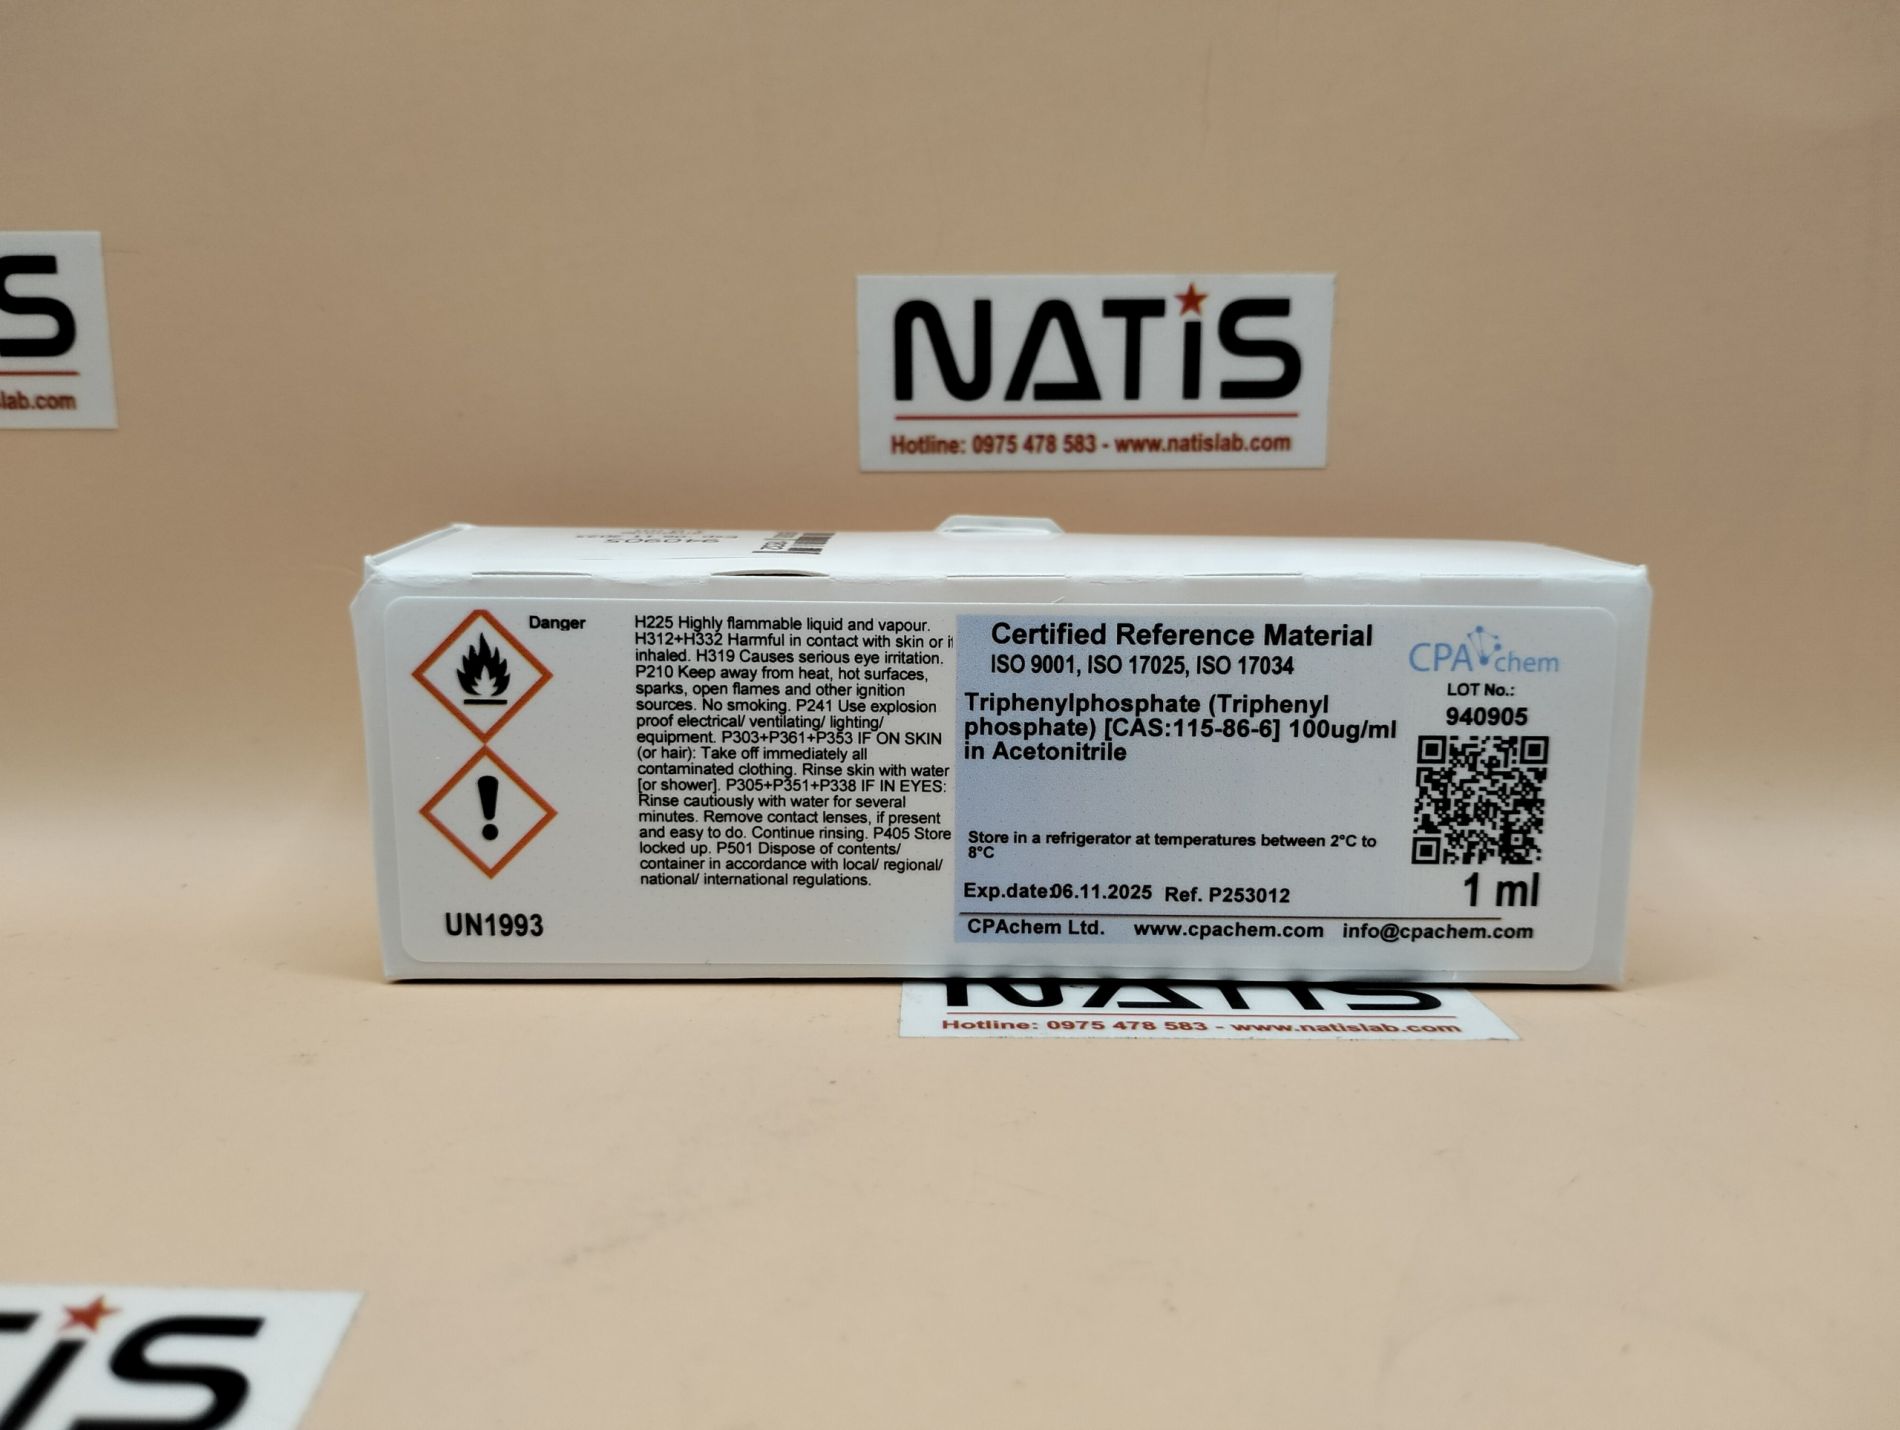 S
lab.com
NATiS
Hotline: 0975 478 583 - www.natislab.com
940905
Danger
H225 Highly flammable liquid and vapour.
H312+H332 Harmful in contact with skin or if
inhaled. H319 Causes serious eye irritation.
P210 Keep away from heat, hot surfaces,
sparks, open flames and other ignition
sources. No smoking. P241 Use explosion
proof electrical/ ventilating/ lighting/
equipment. P303+P361+P353 IF ON SKIN
(or hair): Take off immediately all
contaminated clothing. Rinse skin with water
[or shower]. P305+P351+P338 IF IN EYES:
Rinse cautiously with water for several
minutes. Remove contact lenses, if present
and easy to do. Continue rinsing. P405 Store
locked up. P501 Dispose of contents/
container in accordance with local/ regional/
national/ international regulations.
UN1993
Certified Reference Material
ISO 9001, ISO 17025, ISO 17034
Triphenylphosphate (Triphenyl
phosphate) [CAS:115-86-6] 100ug/ml
in Acetonitrile
Store in a refrigerator at temperatures between 2°C to
8°C
Exp.date:06.11.2025 Ref. P253012
CPAchem Ltd. www.cpachem.com info@cpachem.com
CPAchem
LOT No.:
940905
1 ml
NATiS
Hotline: 0975 478 583 - www.natislab.com
TiS